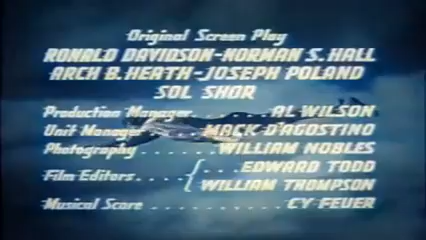 Original Screen Play
RONALD DAVIDSON-NORMAN S. HALL
ARCH B. HEATH-JOSEPH POLAND
SOL SHOR
Production Manager.....AL WILSON
Unit Manager.....MACK D'AGOSTINO
Photography.......WILLIAM NOBLES
Film Editors.....{...EDWARD TODD
WILLIAM THOMPSON
Musical Score..........CY FEUER